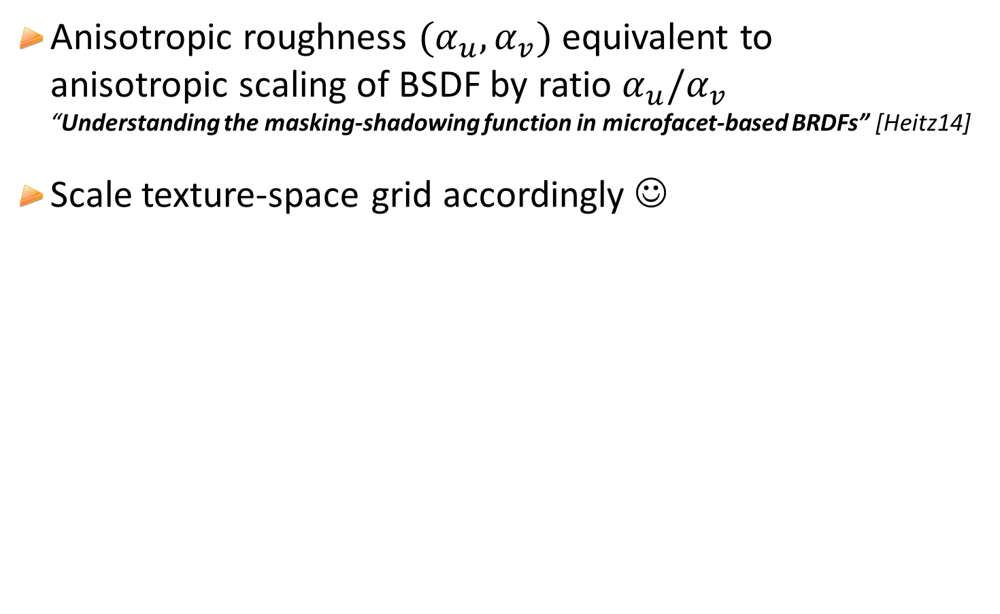 Anisotropic roughness (𝛼ᵤ, 𝛼ᵥ) equivalent to
anisotropic scaling of BSDF by ratio 𝛼ᵤ/𝛼ᵥ
“Understanding the masking-shadowing function in microfacet-based BRDFs” [Heitz14]
Scale texture-space grid accordingly ☺